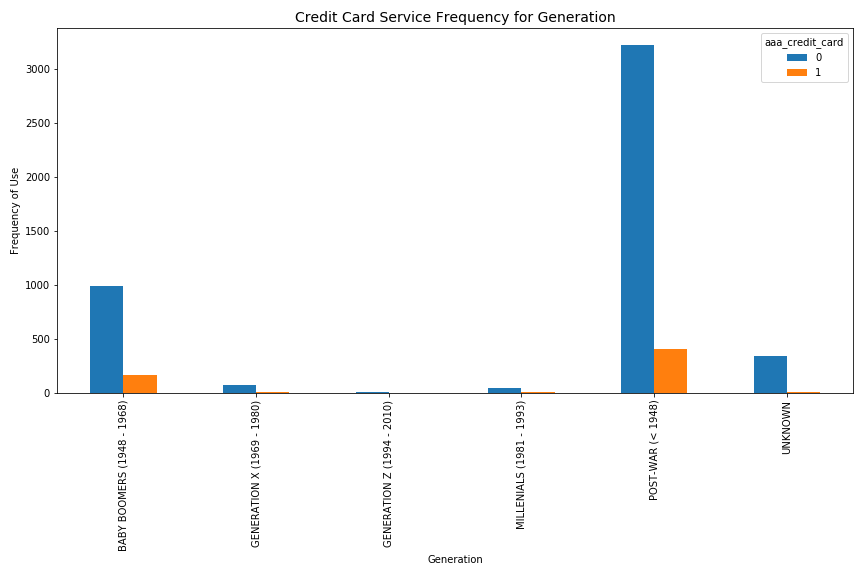 Credit Card Service Frequency for Generation
aaa_credit_card
0
1
Frequency of Use
3000
2500
2000
1500
1000
500
0
BABY BOOMERS (1948 - 1968)
GENERATION X (1969 - 1980)
GENERATION Z (1994 - 2010)
MILLENIALS (1981 - 1993)
POST-WAR (< 1948)
UNKNOWN
Generation